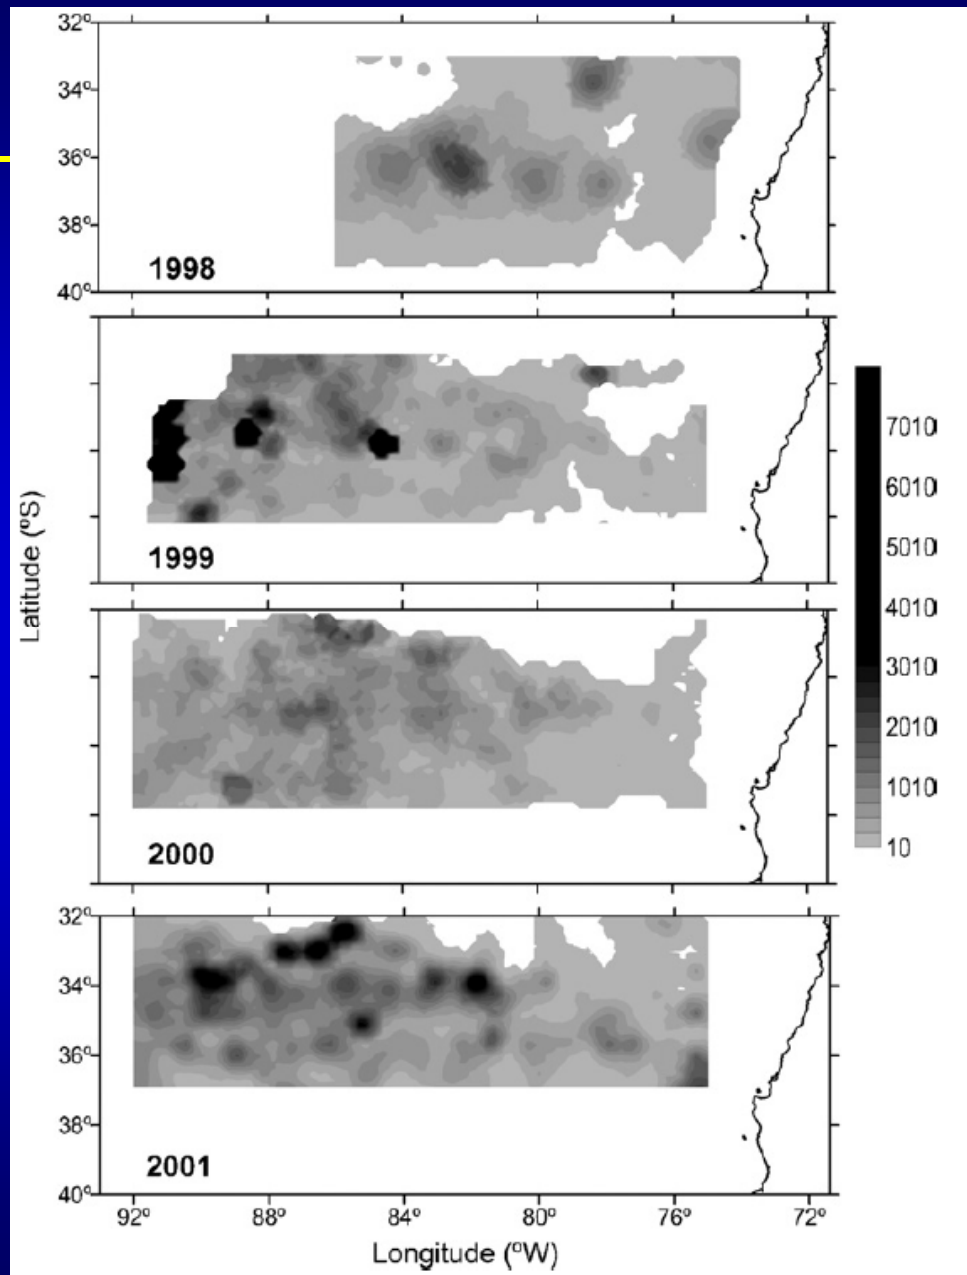 32º
34º
36º
38º
40º
1998
1999
2000
32º
34º
36º
38º
40º
2001
92º
88º
84º
80º
76º
72º
Longitude (ºW)
Latitude (ºS)
7010
6010
5010
4010
3010
2010
1010
10